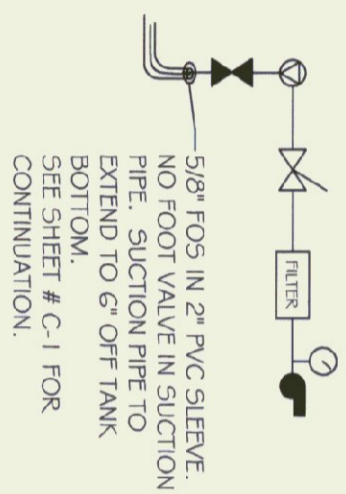 FILTER
5/8" FOS IN 2" PVC SLEEVE.
NO FOOT VALVE IN SUCTION
PIPE. SUCTION PIPE TO
EXTEND TO 6" OFF TANK
BOTTOM.
SEE SHEET # C-1 FOR
CONTINUATION.